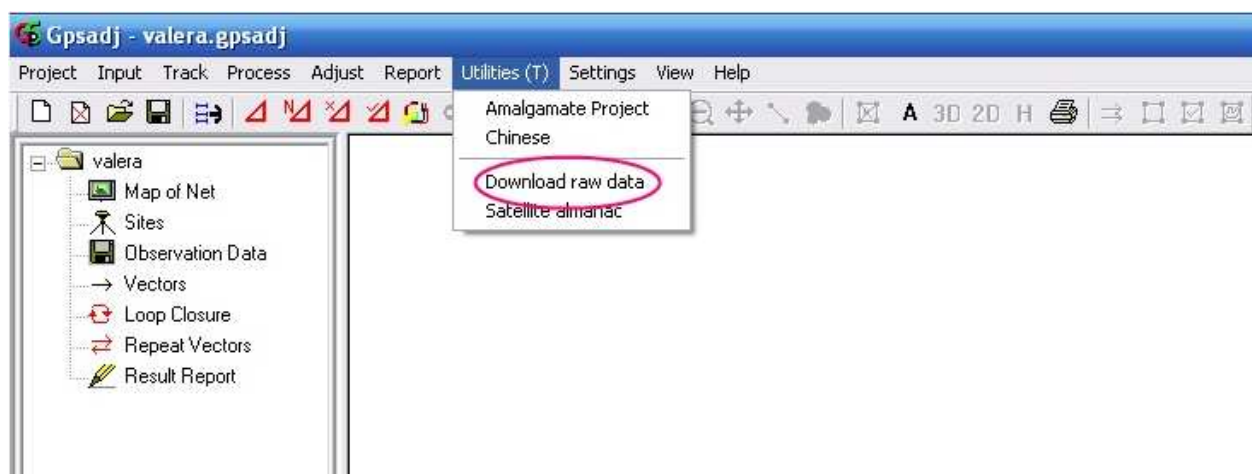 Gpsadj - valera.gpsadj
Project Input Track Process Adjust Report Utilities (T) Settings View Help
A 3D 2D H
Amalgamate Project
Chinese
Download raw data
Satellite almanac
valera
Map of Net
Sites
Observation Data
Vectors
Loop Closure
Repeat Vectors
Result Report